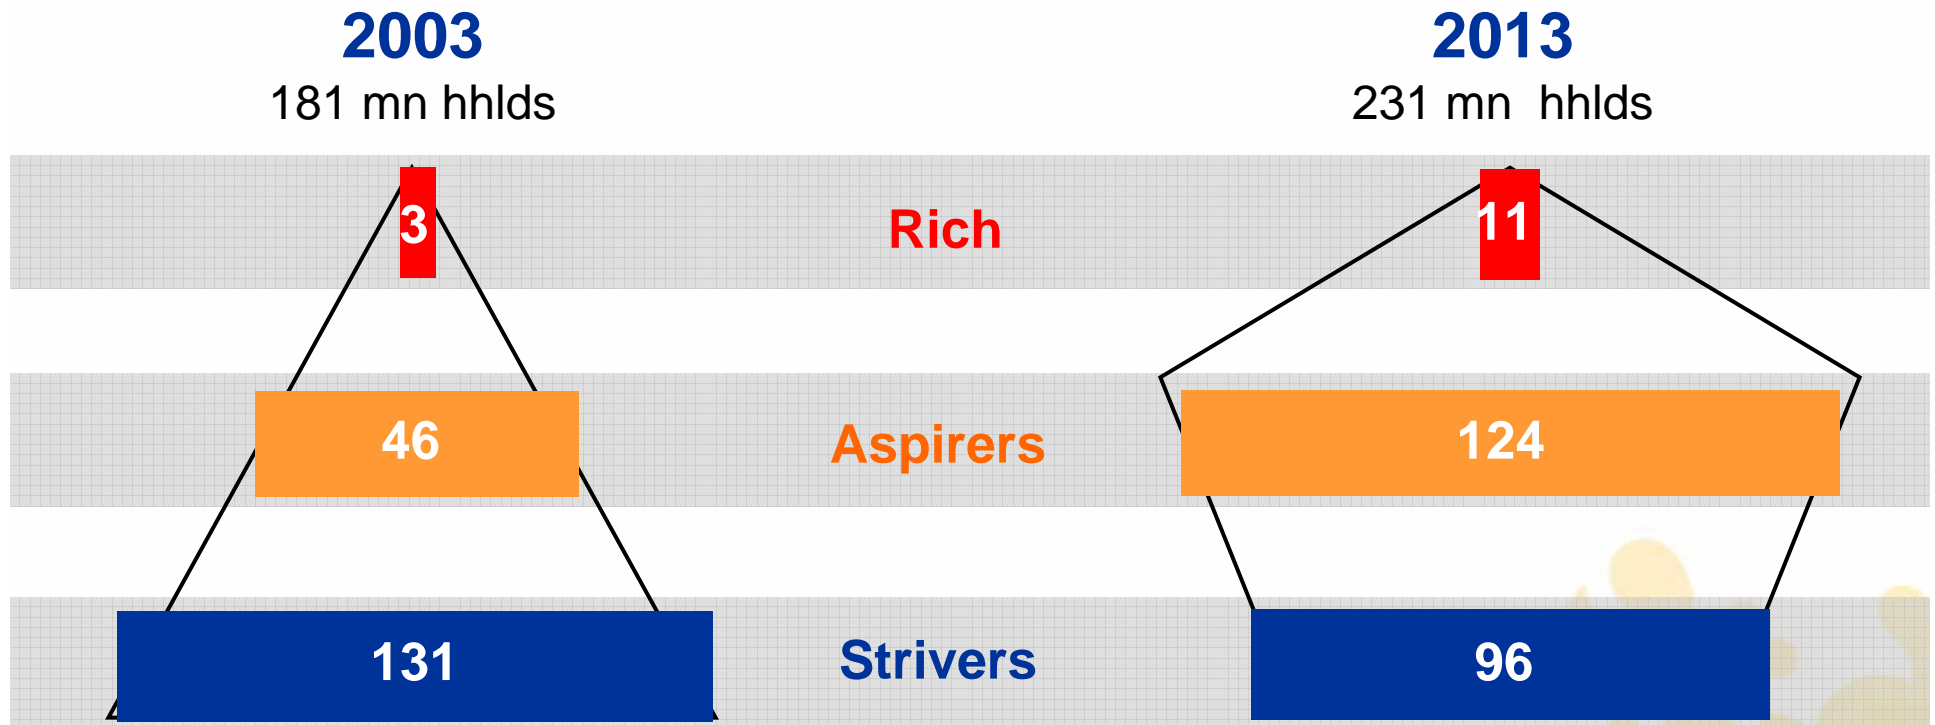 2003
181 mn hhlds
2013
231 mn hhlds
3
Rich
11
46
Aspirers
124
131
Strivers
96